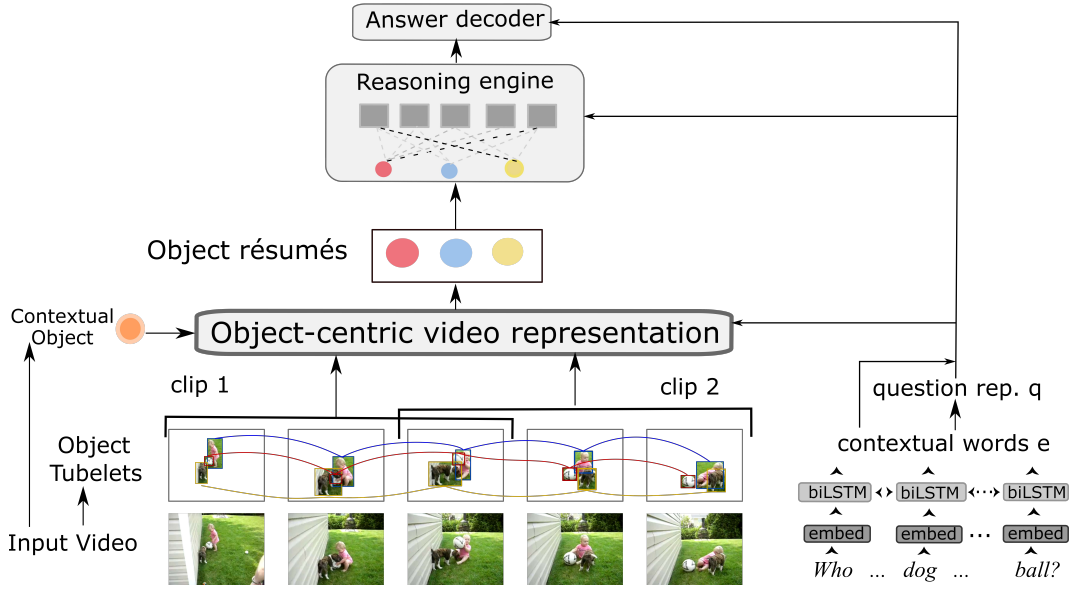 Answer decoder
Reasoning engine
Object résumés
Contextual
Object
Object-centric video representation
clip 1
clip 2
question rep. q
Object
Tubelets
contextual words e
biLSTM
biLSTM
biLSTM
Input Video
embed
embed
...
embed
Who ... dog ... ball?